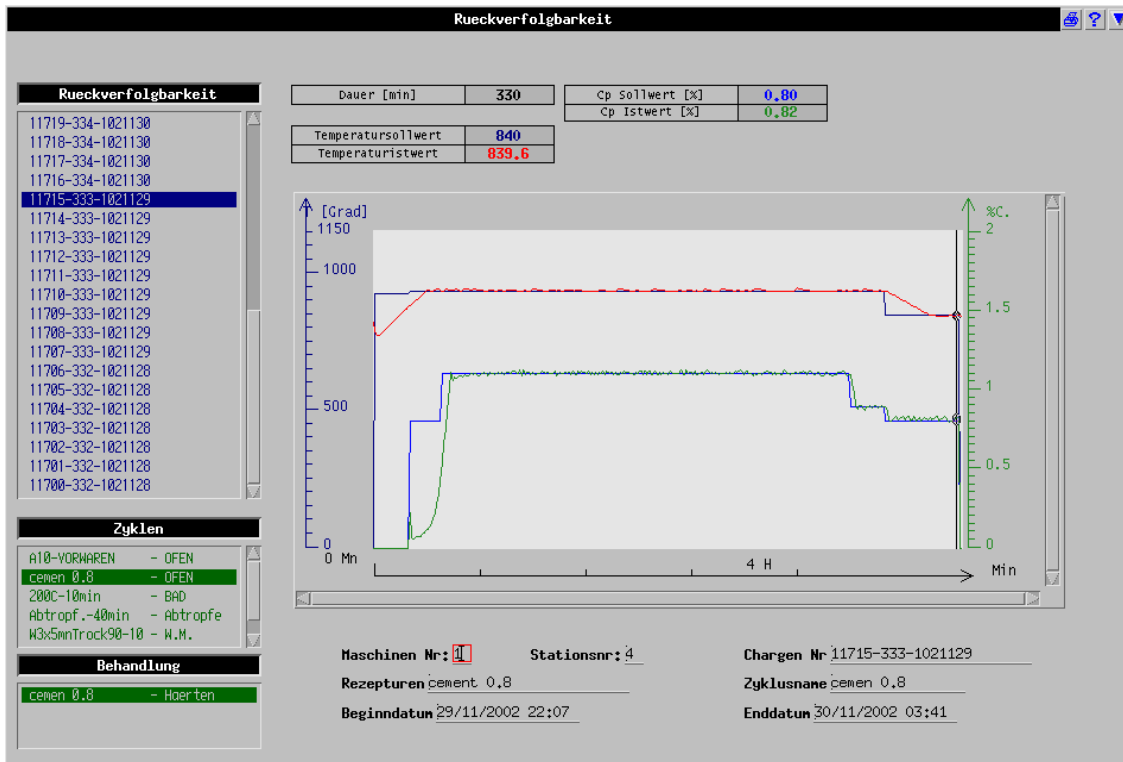 Rueckverfolgbarkeit
?
Rueckverfolgbarkeit
11719-334-1021130
11718-334-1021130
11717-334-1021130
11716-334-1021130
11715-333-1021129
11714-333-1021129
11713-333-1021129
11712-333-1021129
11711-333-1021129
11710-333-1021129
11709-333-1021129
11708-333-1021129
11707-333-1021129
11706-332-1021128
11705-332-1021128
11704-332-1021128
11703-332-1021128
11702-332-1021128
11701-332-1021128
11700-332-1021128
Zyklen
A10-VORWAREN - OFEN
cemen 0.8 - OFEN
200C-10min - BAD
Abtropf.-40min - Abtropfe
W3x5mnTrock90-10 - W.M.
Behandlung
cemen 0.8 - Haerten
Dauer [min] 330
Cp Sollwert [%] 0.80
Cp Istwert [%] 0.82
Temperatursollwert 840
Temperaturistwert 839.6
[Grad] %C.
1150 2
1000
1.5
1
500
0.5
0 0
0 Mn 4 H Min
Maschinen Nr: 1 Stationsnr: 4 Chargen Nr 11715-333-1021129
Rezepturen cement 0.8 Zyklusname cemen 0.8
Beginndatum 29/11/2002 22:07 Enddatum 30/11/2002 03:41